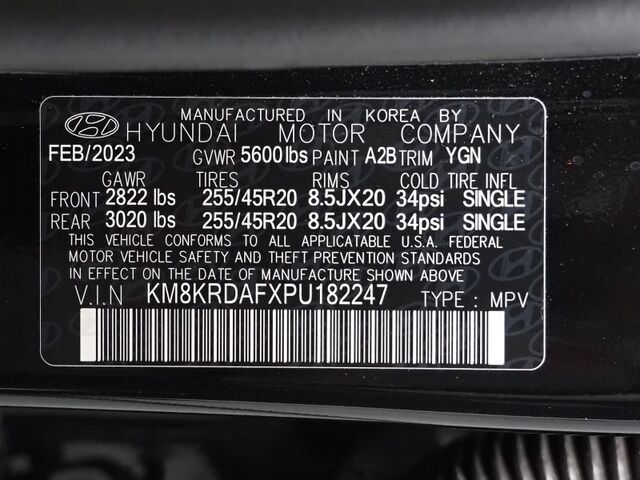 MANUFACTURED IN KOREA BY
HYUNDAI MOTOR COMPANY
FEB/2023 GVWR 5600lbs PAINT A2B TRIM YGN
GAWR TIRES RIMS COLD TIRE INFL
FRONT 2822 lbs 255/45R20 8.5JX20 34psi SINGLE
REAR 3020 lbs 255/45R20 8.5JX20 34psi SINGLE
THIS VEHICLE CONFORMS TO ALL APPLICATABLE U.S.A. FEDERAL
MOTOR VEHICLE SAFETY AND THEFT PREVENTION STANDARDS
IN EFFECT ON THE DATE OF MANUFACTURE SHOWN ABOVE.
V.I.N KM8KRDAFXPU182247 TYPE : MPV